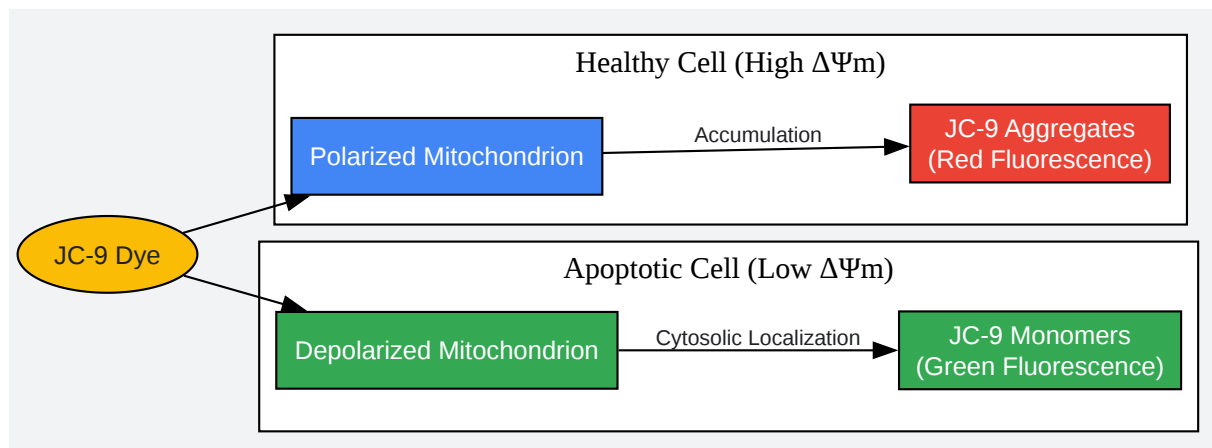 Healthy Cell (High ΔΨm)
Polarized Mitochondrion
Accumulation
JC-9 Aggregates
(Red Fluorescence)
JC-9 Dye
Apoptotic Cell (Low ΔΨm)
Depolarized Mitochondrion
Cytosolic Localization
JC-9 Monomers
(Green Fluorescence)